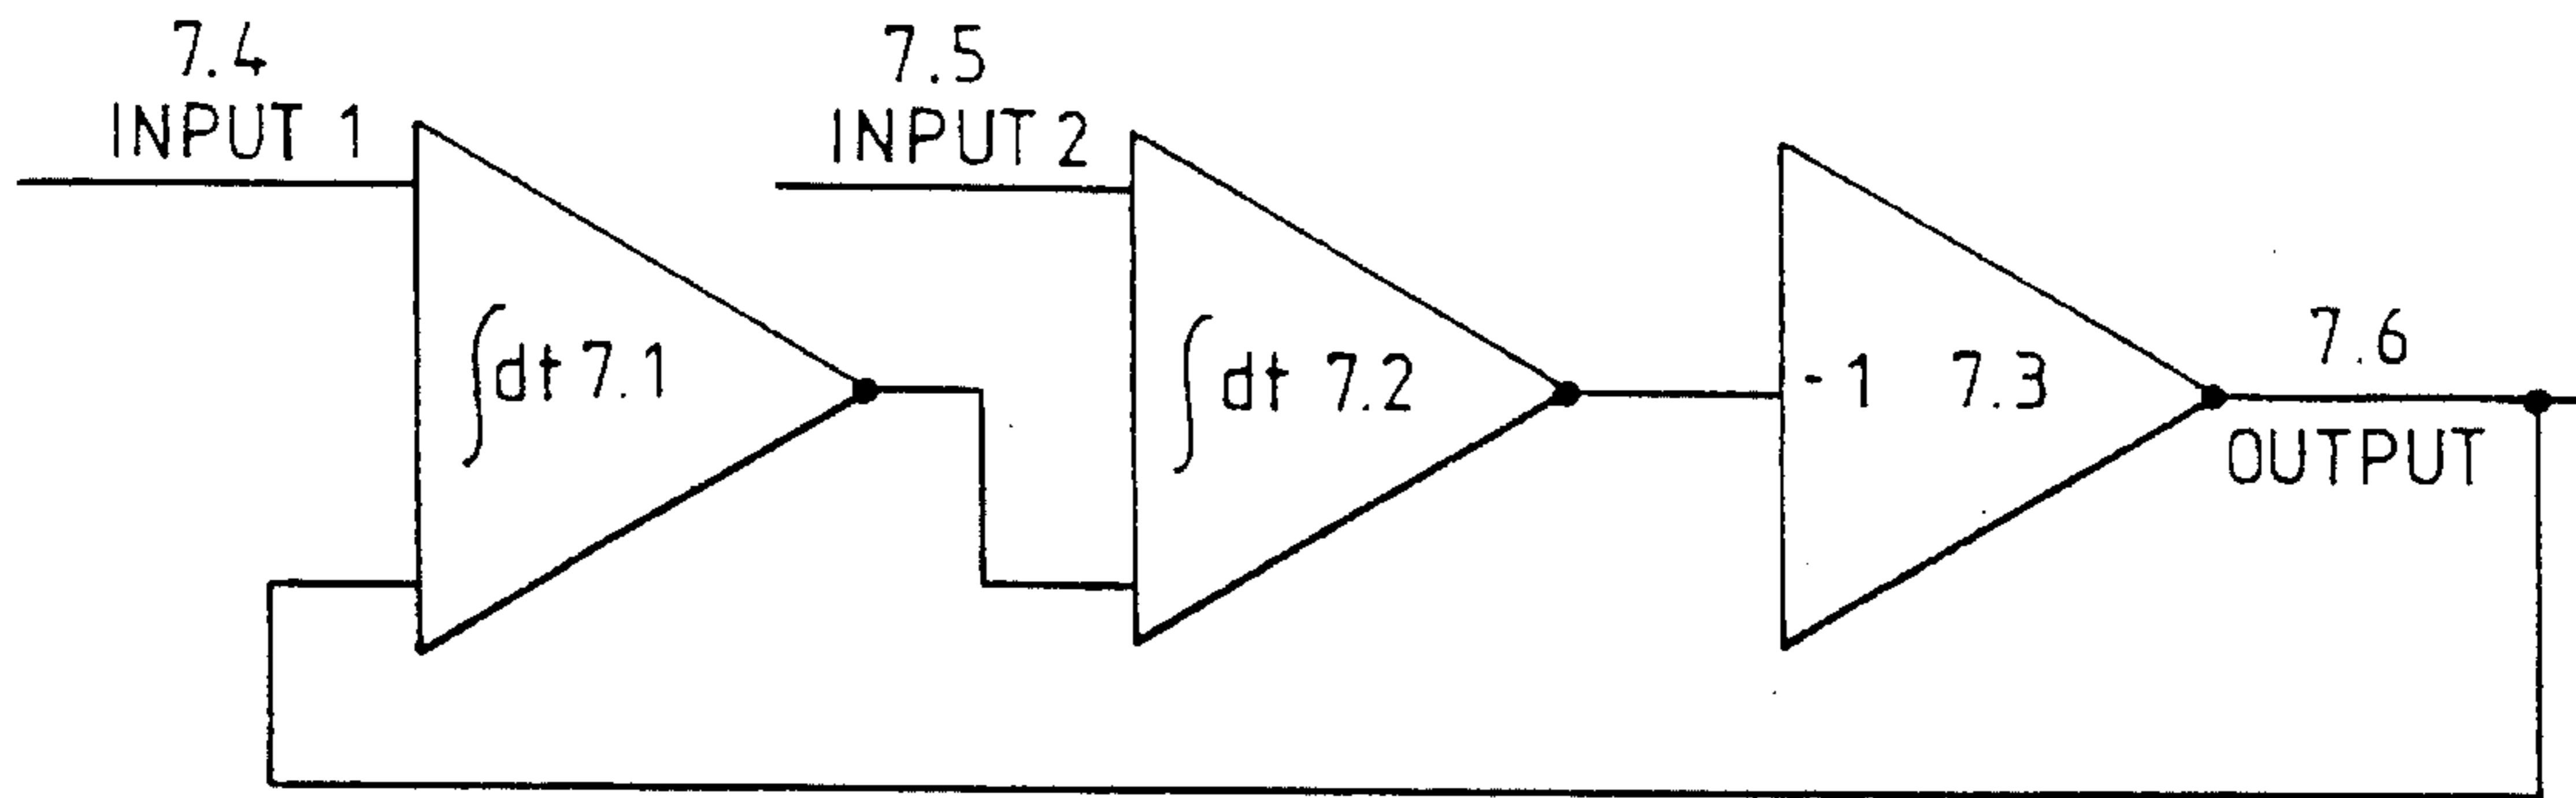 7.4
INPUT 1
7.5
INPUT 2
∫dt 7.1
∫dt 7.2
-1 7.3
7.6
OUTPUT